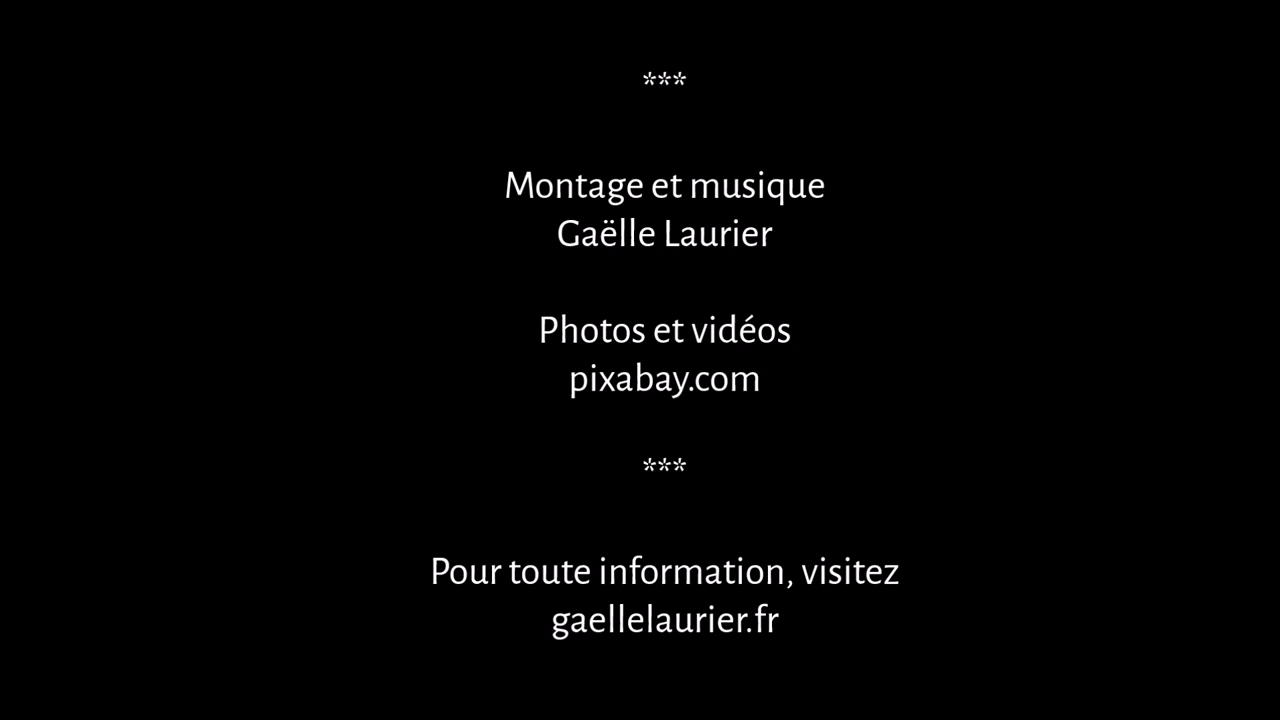 ***
Montage et musique
Gaëlle Laurier
Photos et vidéos
pixabay.com
***
Pour toute information, visitez
gaellelaurier.fr